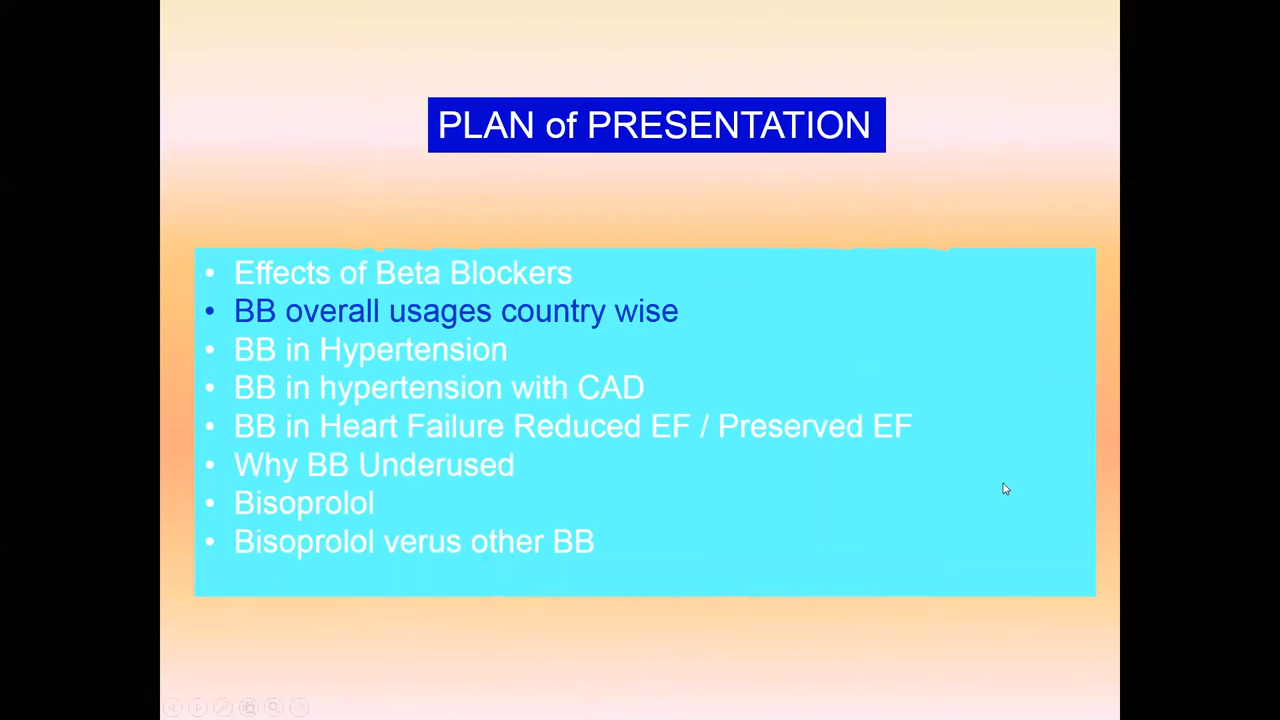 PLAN of PRESENTATION
• Effects of Beta Blockers
• BB overall usages country wise
• BB in Hypertension
• BB in hypertension with CAD
• BB in Heart Failure Reduced EF / Preserved EF
• Why BB Underused
• Bisoprolol
• Bisoprolol verus other BB